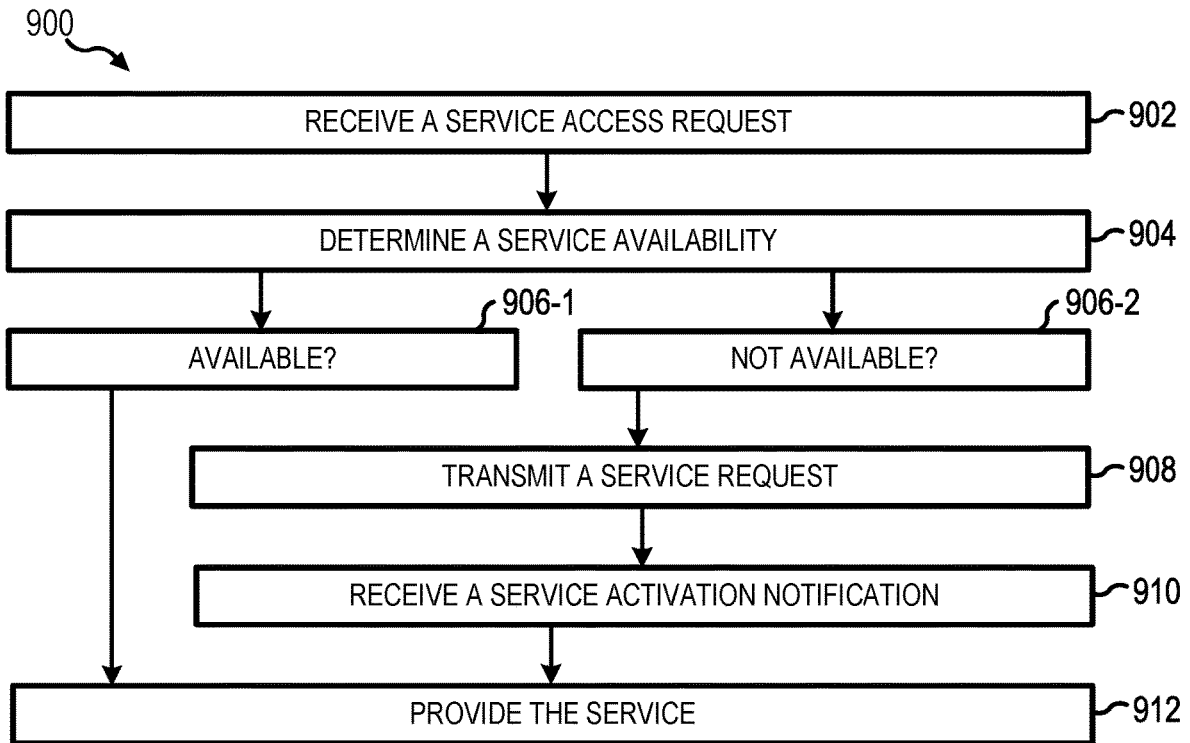 900
RECEIVE A SERVICE ACCESS REQUEST
902
DETERMINE A SERVICE AVAILABILITY
904
906-1
906-2
AVAILABLE?
NOT AVAILABLE?
TRANSMIT A SERVICE REQUEST
908
RECEIVE A SERVICE ACTIVATION NOTIFICATION
910
PROVIDE THE SERVICE
912